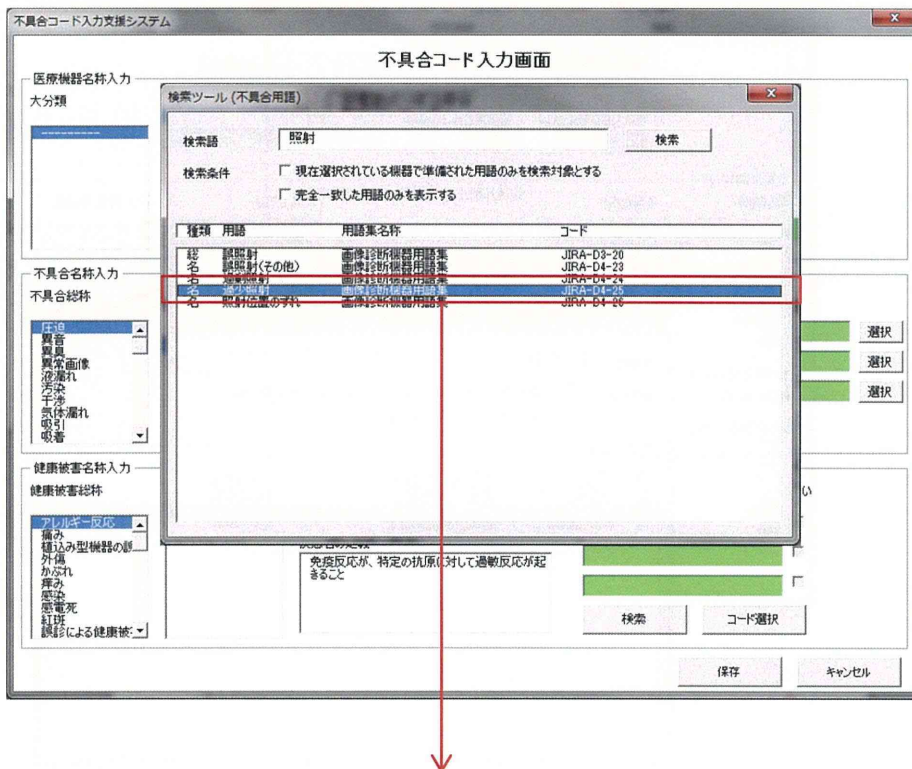 不具合コード入力支援システム
不具合コード入力画面
医療機器名称入力
大分類
---------
検索ツール (不具合用語)
検索語
照射
検索
検索条件
現在選択されている機器で準備された用語のみを検索対象とする
完全一致した用語のみを表示する
種類 用語 用語集名称 コード
総 誤照射 画像診断機器用語集 JIRA-D3-20
名 誤照射(その他) 画像診断機器用語集 JIRA-D4-23
名 過剰照射 画像診断機器用語集 JIRA-D4-24
名 過少照射 画像診断機器用語集 JIRA-D4-25
名 照射位置のずれ 画像診断機器用語集 JIRA-D4-26
不具合名称入力
不具合総称
圧迫
異音
異臭
異常画像
液漏れ
汚染
干渉
気体漏れ
吸引
吸着
選択
選択
選択
健康被害名称入力
健康被害総称
い
アレルギー反応
痛み
植込み型機器の誤
外傷
かぶれ
痒み
感染
感電死
紅斑
誤診による健康被
免疫反応が、特定の抗原に対して過敏反応が起
きること
検索
コード選択
保存
キャンセル